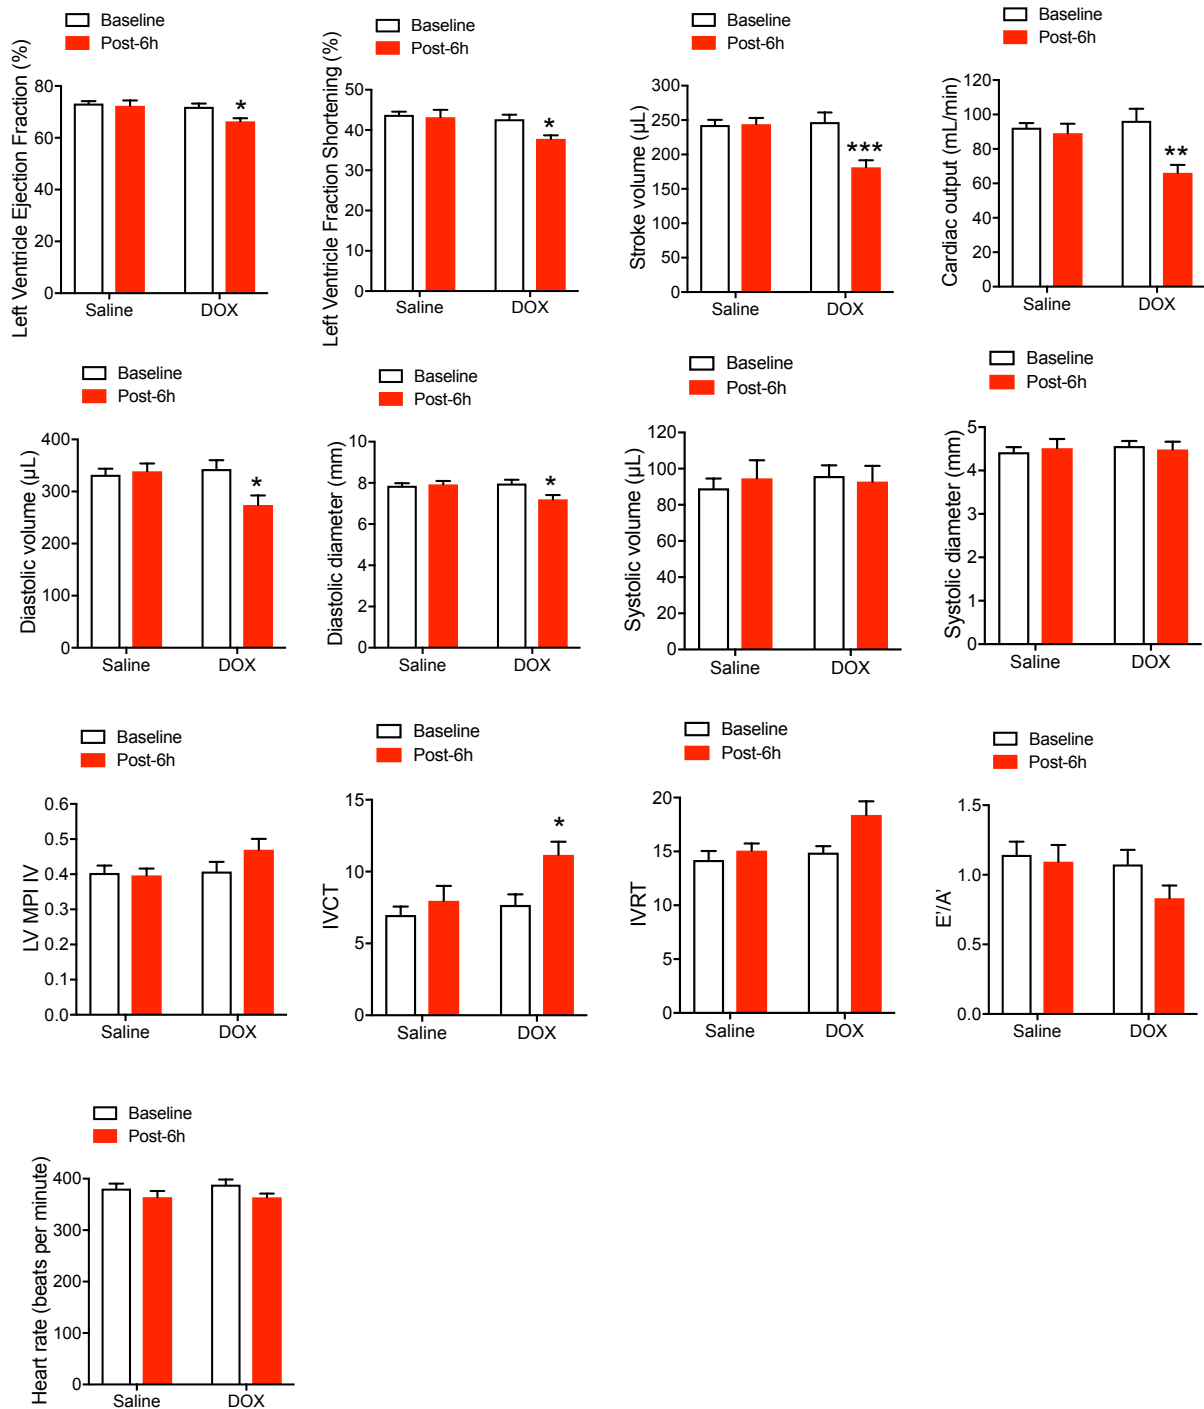 Baseline
Post-6h
Left Ventricle Ejection Fraction (%)
80
60
40
20
0
*
Saline DOX
Baseline
Post-6h
Left Ventricle Fraction Shortening (%)
50
40
30
20
10
0
*
Saline DOX
Baseline
Post-6h
Stroke volume (µL)
300
250
200
150
100
50
0
***
Saline DOX
Baseline
Post-6h
Cardiac output (mL/min)
120
100
80
60
40
20
0
**
Saline DOX
Baseline
Post-6h
Diastolic volume (µL)
400
300
200
100
0
*
Saline DOX
Baseline
Post-6h
Diastolic diameter (mm)
10
8
6
4
2
0
*
Saline DOX
Baseline
Post-6h
Systolic volume (µL)
120
100
80
60
40
20
0
Saline DOX
Baseline
Post-6h
Systolic diameter (mm)
5
4
3
2
1
0
Saline DOX
Baseline
Post-6h
LV MPI IV
0.6
0.5
0.4
0.3
0.2
0.1
0.0
Saline DOX
Baseline
Post-6h
IVCT
15
10
5
0
*
Saline DOX
Baseline
Post-6h
IVRT
20
15
10
5
0
Saline DOX
Baseline
Post-6h
E'/A'
1.5
1.0
0.5
0.0
Saline DOX
Baseline
Post-6h
Heart rate (beats per minute)
400
300
200
100
0
Saline DOX